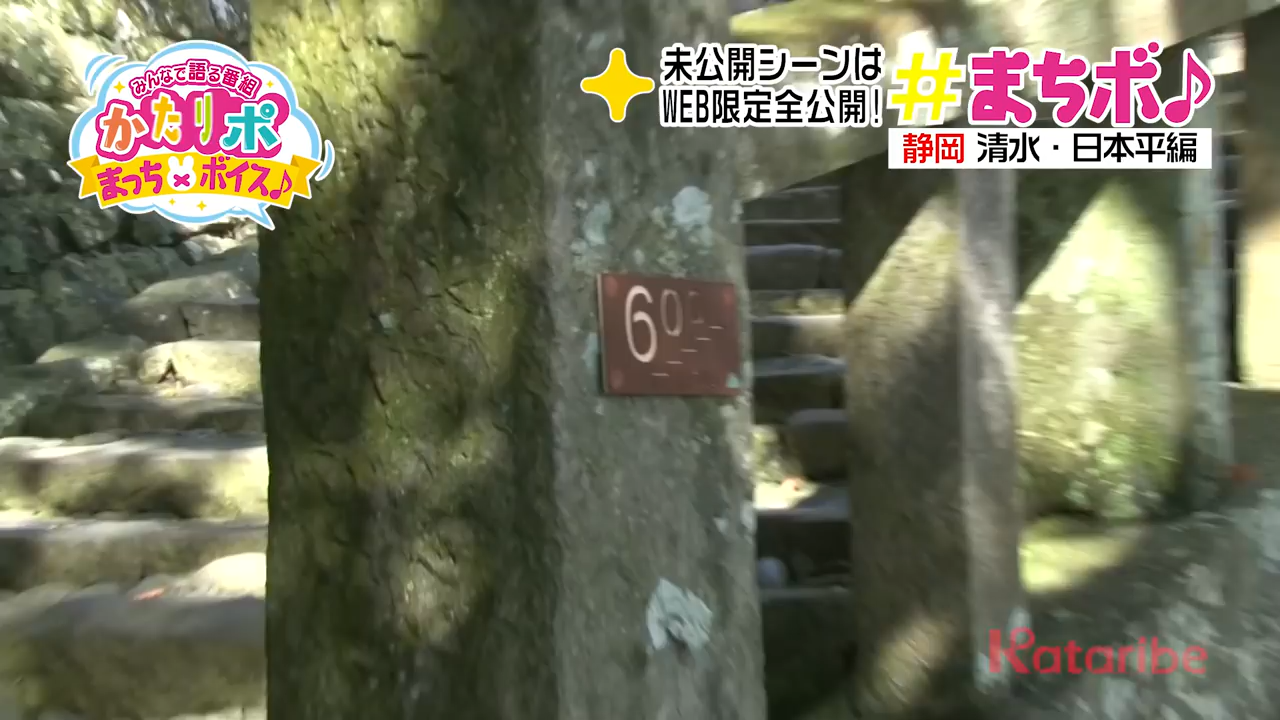 みんなで語る番組
かたりポ
まっち×ボイス♪
未公開シーンは
WEB限定全公開!
#まちボ♪
静岡 清水・日本平編
60
Kataribe